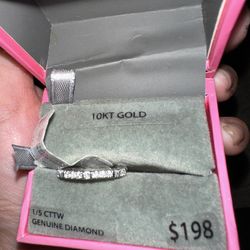 10KT GOLD
1/5 CTTW
GENUINE DIAMOND
$198